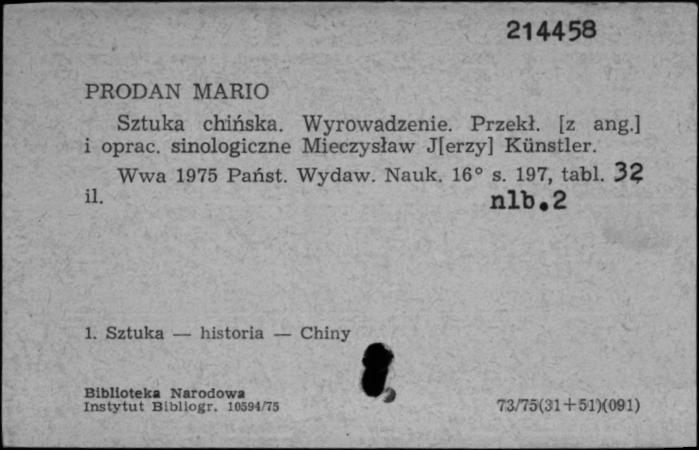 214458
PRODAN MARIO
Sztuka chińska. Wyrowadzenie. Przekł. [z ang.]
i oprac. sinologiczne Mieczysław J[erzy] Künstler.
Wwa 1975 Państ. Wydaw. Nauk. 16° s. 197, tabl. 32
il. nlb.2
1. Sztuka — historia — Chiny
Biblioteka Narodowa
Instytut Bibliogr. 10594/75 73/75(31+51)(091)